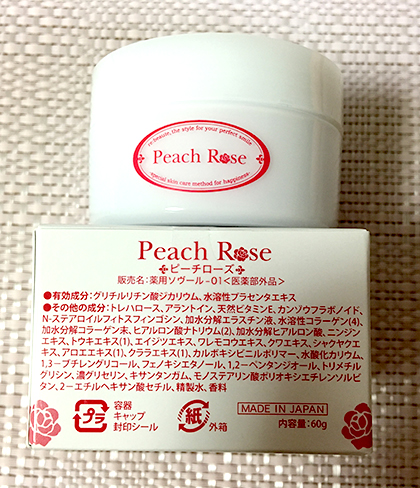 re:beaute, the style for your perfect smile
Peach Rose
special skin care method for happiness
Peach Rose
ピーチローズ
販売名:薬用ソヴール-01<医薬部外品>
●有効成分:グリチルリチン酸ジカリウム、水溶性プラセンタエキス
●その他の成分:トレハロース、アラントイン、天然ビタミンE、カンゾウフラボノイド、
N-ステアロイルフィトスフィンゴシン、加水分解エラスチン液、水溶性コラーゲン(4)、
加水分解コラーゲン末、ヒアルロン酸ナトリウム(2)、加水分解ヒアルロン酸、ニンジン
エキス、トウキエキス(1)、エイジツエキス、ワレモコウエキス、クワエキス、シャクヤクエ
キス、アロエエキス(1)、クララエキス(1)、カルボキシビニルポリマー、水酸化カリウム、
1,3-ブチレングリコール、フェノキシエタノール、1,2-ペンタンジオール、トリメチル
グリシン、濃グリセリン、キサンタンガム、モノステアリン酸ポリオキシエチレンソルビ
タン、2-エチルヘキサン酸セチル、精製水、香料
プラ
容器
キャップ
封印シール
紙
外箱
MADE IN JAPAN
内容量:60g